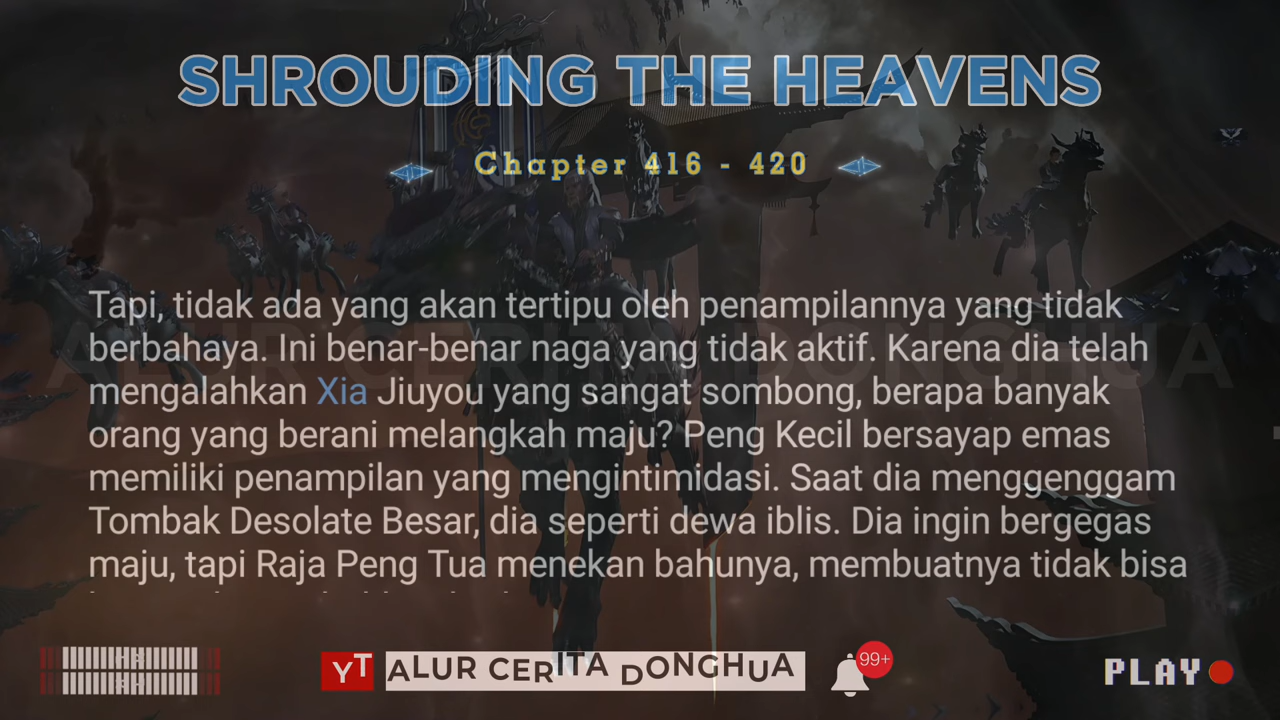 SHROUDING THE HEAVENS
Chapter 416 - 420
Tapi, tidak ada yang akan tertipu oleh penampilannya yang tidak
berbahaya. Ini benar-benar naga yang tidak aktif. Karena dia telah
mengalahkan Xia Jiuyou yang sangat sombong, berapa banyak
orang yang berani melangkah maju? Peng Kecil bersayap emas
memiliki penampilan yang mengintimidasi. Saat dia menggenggam
Tombak Desolate Besar, dia seperti dewa iblis. Dia ingin bergegas
maju, tapi Raja Peng Tua menekan bahunya, membuatnya tidak bisa
ALUR CERITA DONGHUA
YT ALUR CERITA DONGHUA
99+
PLAY